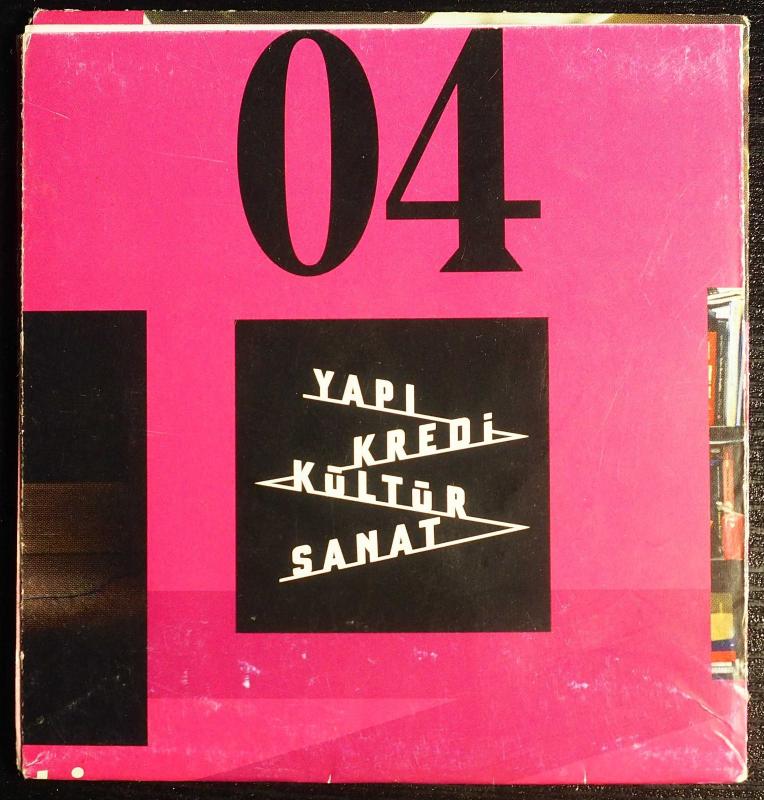 04
YAPI
KREDİ
KÜLTÜR
SANAT